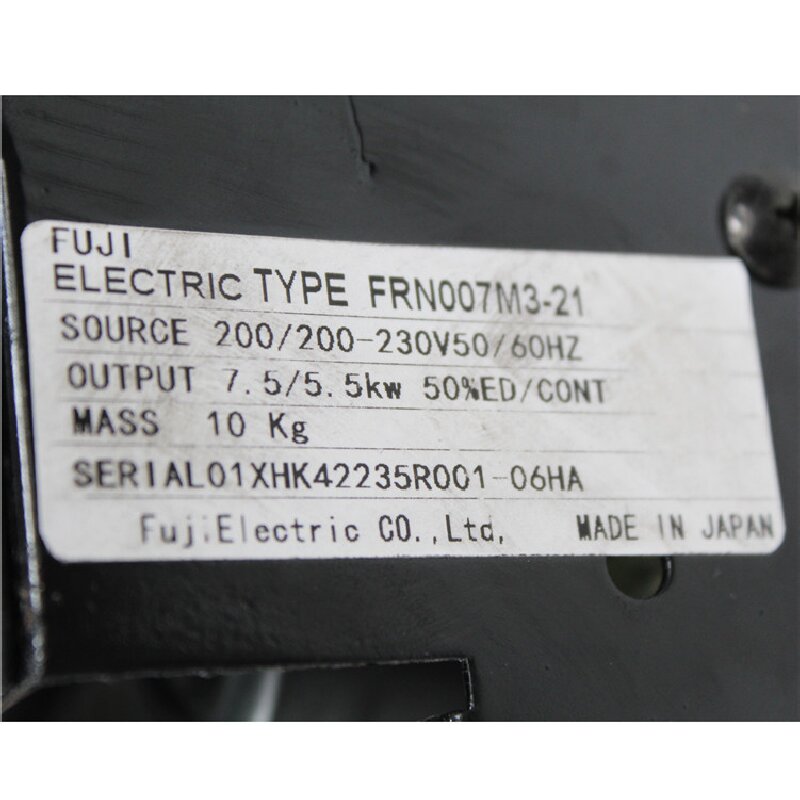 FUJI
ELECTRIC TYPE FRN007M3-21
SOURCE 200/200-230V50/60HZ
OUTPUT 7.5/5.5kw 50%ED/CONT
MASS 10 Kg
SERIAL01XHK42235R001-06HA
Fuji.Electric CO.,Ltd, MADE IN JAPAN